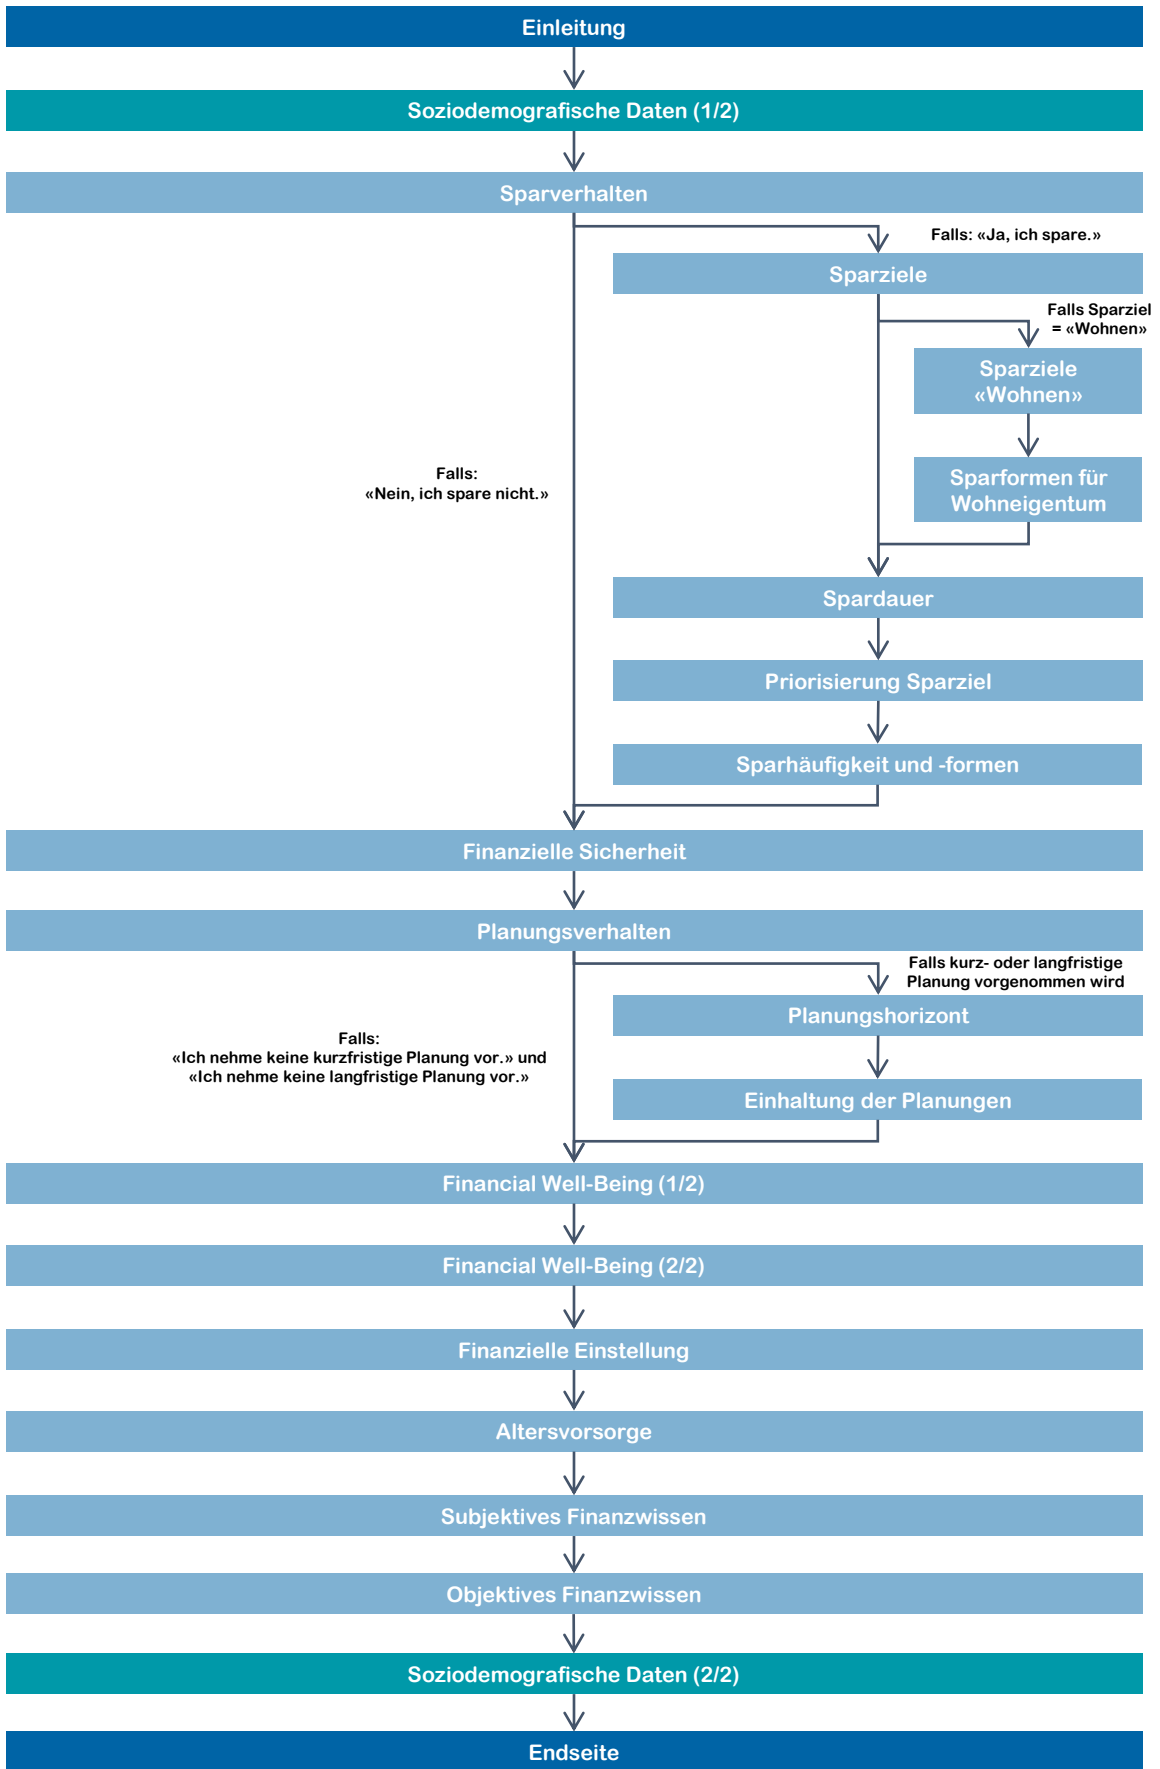 Einleitung
Soziodemografische Daten (1/2)
Sparverhalten
Falls: «Ja, ich spare.»
Sparziele
Falls Sparziel
= «Wohnen»
Sparziele
«Wohnen»
Falls:
«Nein, ich spare nicht.»
Sparformen für
Wohneigentum
Spardauer
Priorisierung Sparziel
Sparhäufigkeit und -formen
Finanzielle Sicherheit
Planungsverhalten
Falls kurz- oder langfristige
Planung vorgenommen wird
Planungshorizont
Falls:
«Ich nehme keine kurzfristige Planung vor.» und
«Ich nehme keine langfristige Planung vor.»
Einhaltung der Planungen
Financial Well-Being (1/2)
Financial Well-Being (2/2)
Finanzielle Einstellung
Altersvorsorge
Subjektives Finanzwissen
Objektives Finanzwissen
Soziodemografische Daten (2/2)
Endseite